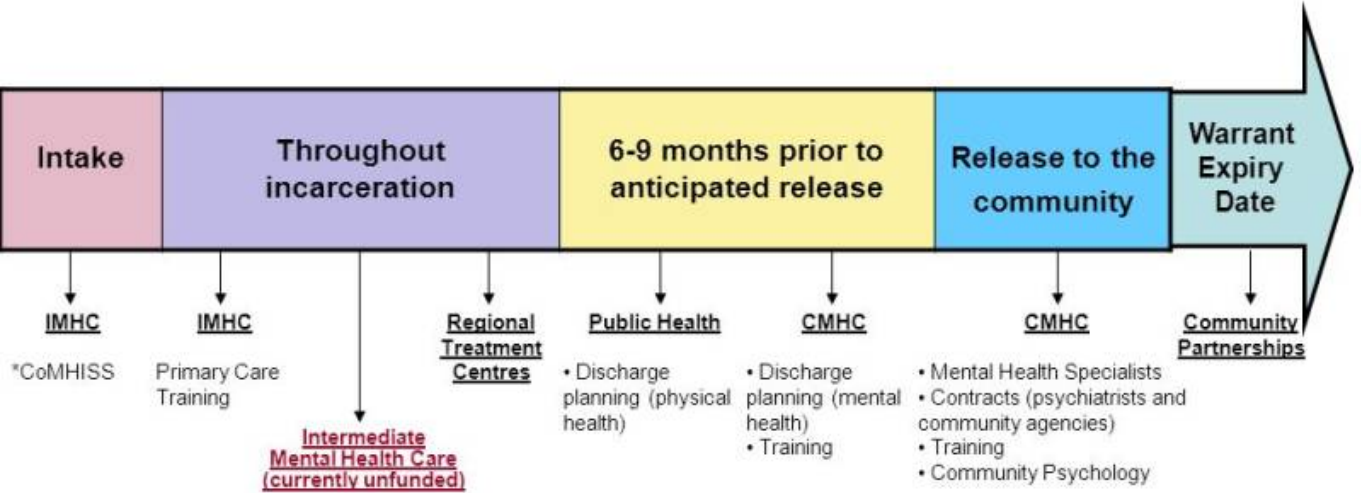 Intake
Throughout
incarceration
6-9 months prior to
anticipated release
Release to the
community
Warrant
Expiry
Date
IMHC
*CoMHISS
IMHC
Primary Care
Training
Intermediate
Mental Health Care
(currently unfunded)
Regional
Treatment
Centres
Public Health
• Discharge
planning (physical
health)
CMHC
• Discharge
planning (mental
health)
• Training
CMHC
• Mental Health Specialists
• Contracts (psychiatrists and
community agencies)
• Training
• Community Psychology
Community
Partnerships